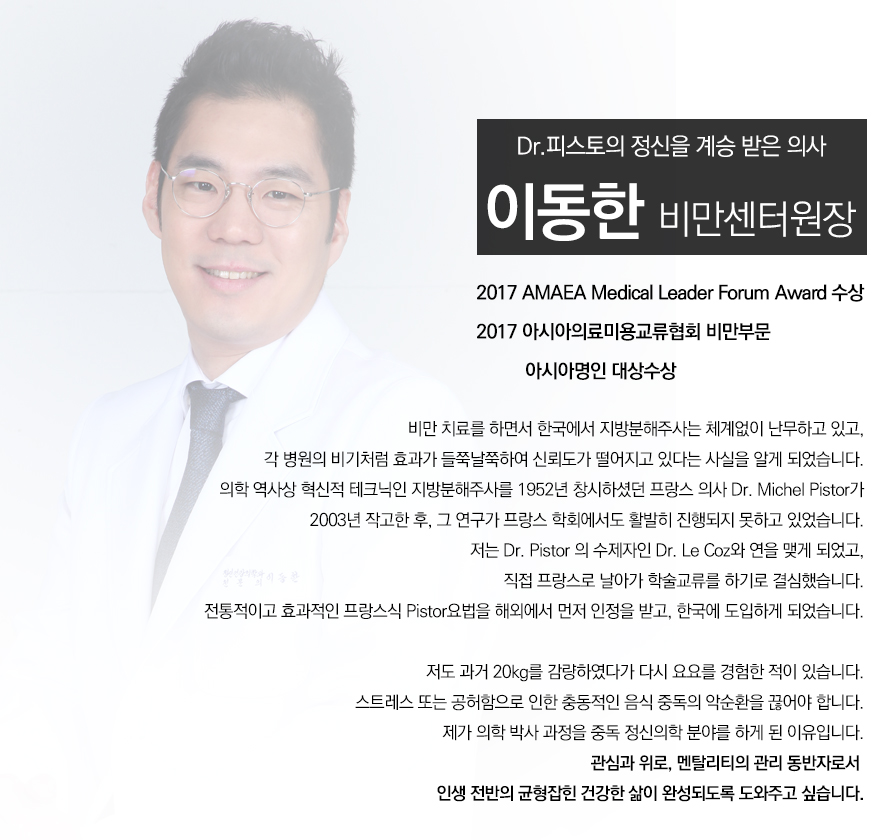 Dr.피스토의 정신을 계승 받은 의사
이동한 비만센터원장
2017 AMAEA Medical Leader Forum Award 수상
2017 아시아의료미용교류협회 비만부문
아시아명인 대상수상
비만 치료를 하면서 한국에서 지방분해주사는 체계없이 난무하고 있고,
각 병원의 비기처럼 효과가 들쭉날쭉하여 신뢰도가 떨어지고 있다는 사실을 알게 되었습니다.
의학 역사상 혁신적 테크닉인 지방분해주사를 1952년 창시하셨던 프랑스 의사 Dr. Michel Pistor가
2003년 작고한 후, 그 연구가 프랑스 학회에서도 활발히 진행되지 못하고 있었습니다.
저는 Dr. Pistor 의 수제자인 Dr. Le Coz와 연을 맺게 되었고,
직접 프랑스로 날아가 학술교류를 하기로 결심했습니다.
전통적이고 효과적인 프랑스식 Pistor요법을 해외에서 먼저 인정을 받고, 한국에 도입하게 되었습니다.
저도 과거 20kg를 감량하였다가 다시 요요를 경험한 적이 있습니다.
스트레스 또는 공허함으로 인한 충동적인 음식 중독의 악순환을 끊어야 합니다.
제가 의학 박사 과정을 중독 정신의학 분야를 하게 된 이유입니다.
관심과 위로, 멘탈리티의 관리 동반자로서
인생 전반의 균형잡힌 건강한 삶이 완성되도록 도와주고 싶습니다.